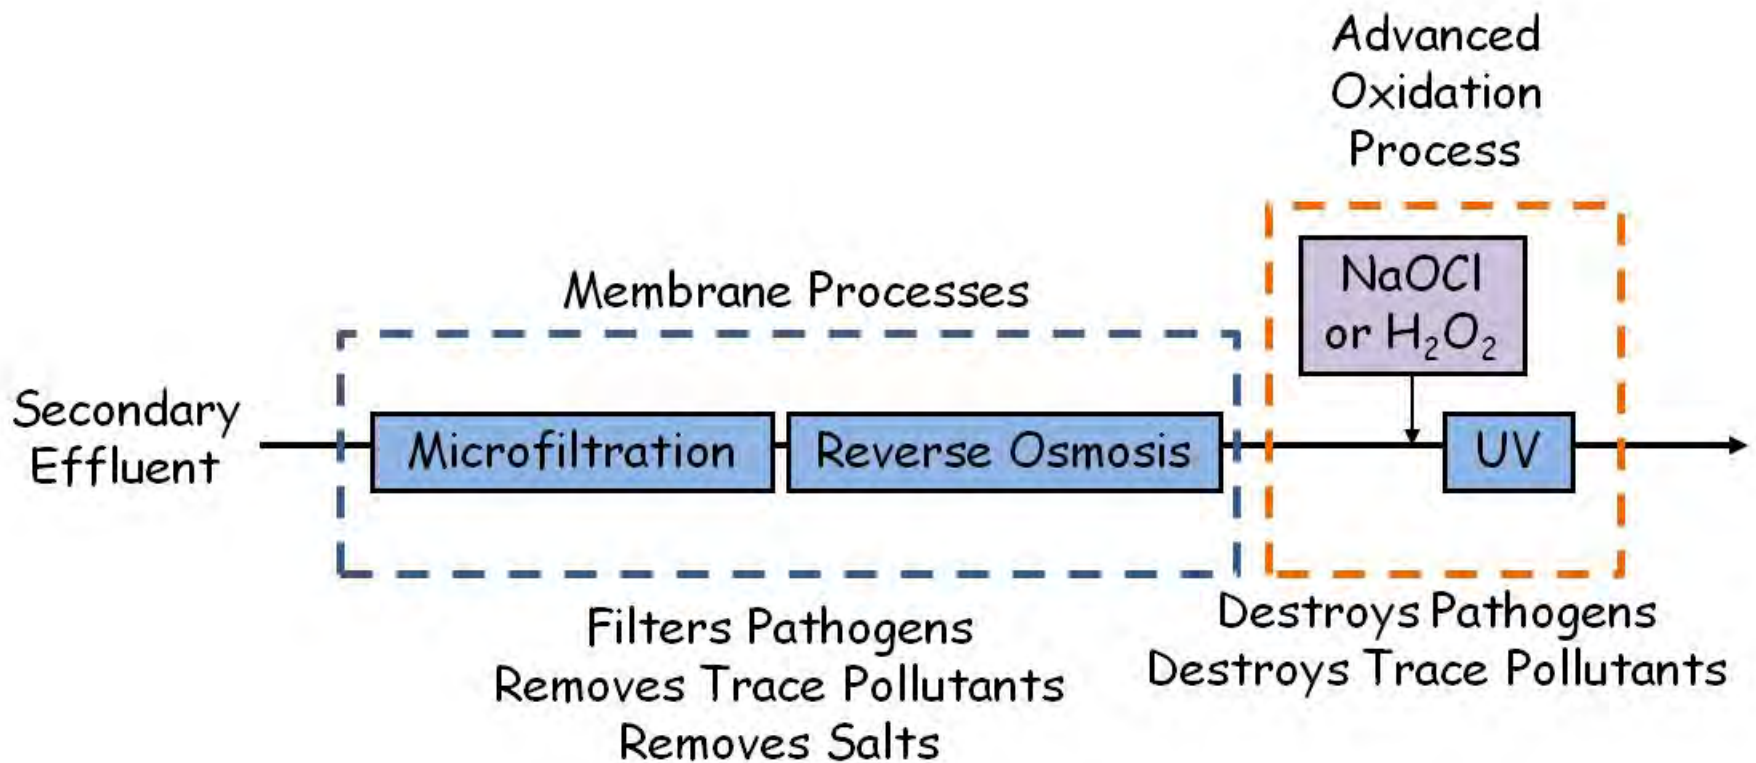 Advanced
Oxidation
Process
NaOCl
or H₂O₂
Membrane Processes
Secondary
Effluent
Microfiltration
Reverse Osmosis
UV
Filters Pathogens
Removes Trace Pollutants
Removes Salts
Destroys Pathogens
Destroys Trace Pollutants